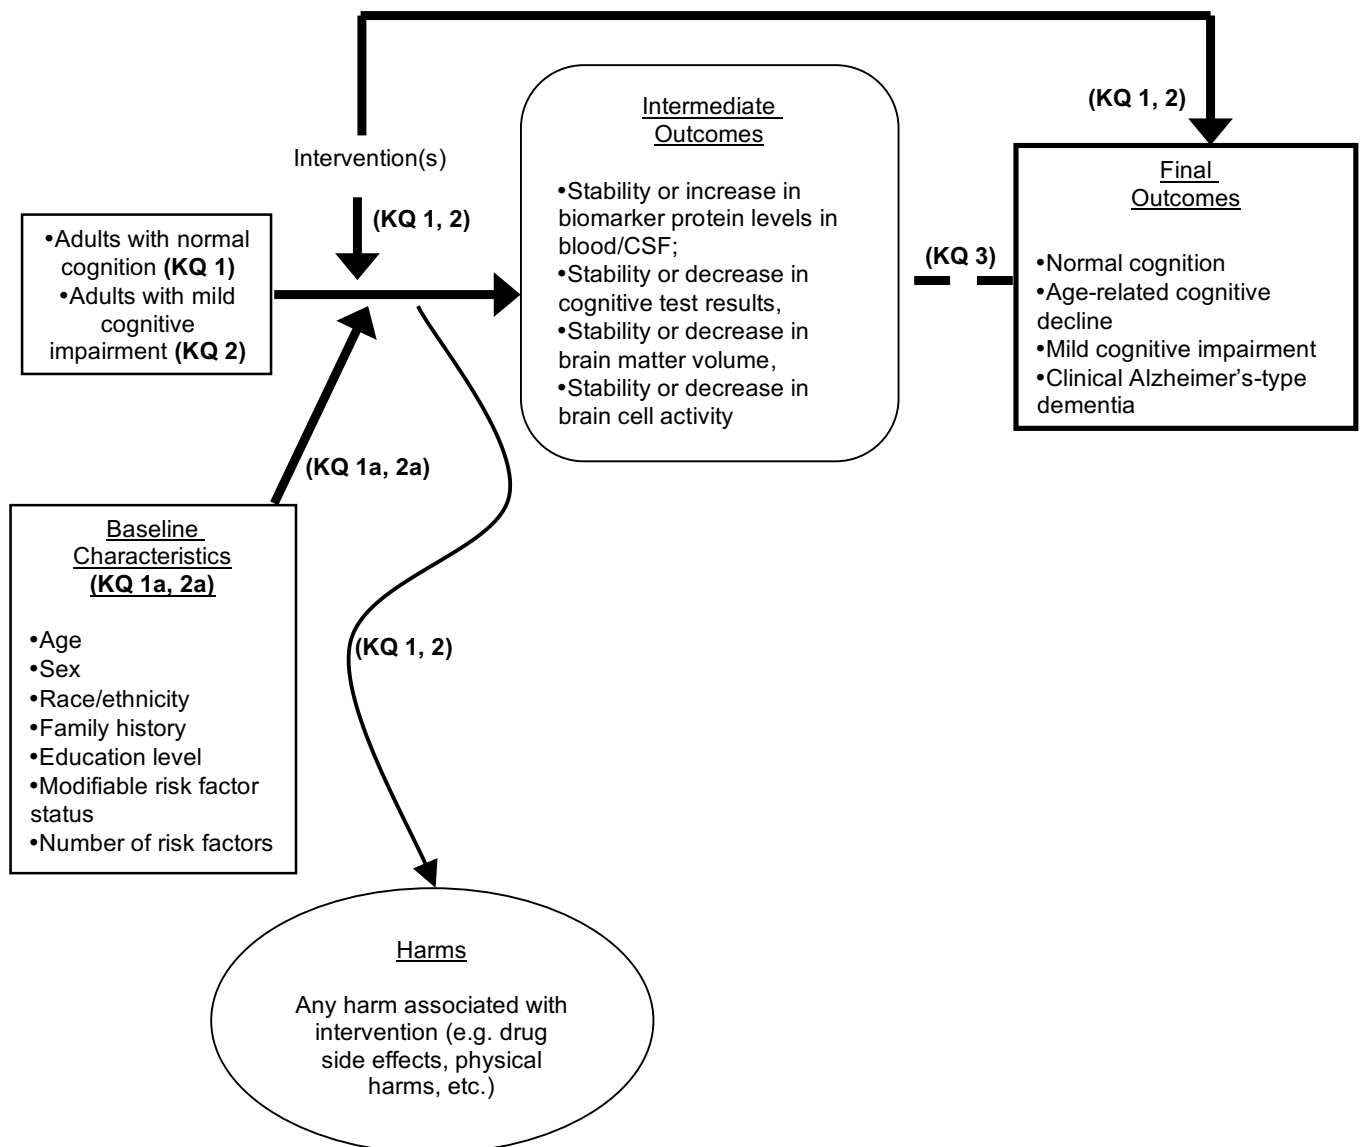 Intervention(s)
(KQ 1, 2)
•Adults with normal
cognition (KQ 1)
•Adults with mild
cognitive
impairment (KQ 2)
Intermediate
Outcomes
•Stability or increase in
biomarker protein levels in
blood/CSF;
•Stability or decrease in
cognitive test results,
•Stability or decrease in
brain matter volume,
•Stability or decrease in
brain cell activity
(KQ 1, 2)
(KQ 3)
Final
Outcomes
•Normal cognition
•Age-related cognitive
decline
•Mild cognitive impairment
•Clinical Alzheimer’s-type
dementia
(KQ 1a, 2a)
Baseline
Characteristics
(KQ 1a, 2a)
•Age
•Sex
•Race/ethnicity
•Family history
•Education level
•Modifiable risk factor
status
•Number of risk factors
(KQ 1, 2)
Harms
Any harm associated with
intervention (e.g. drug
side effects, physical
harms, etc.)